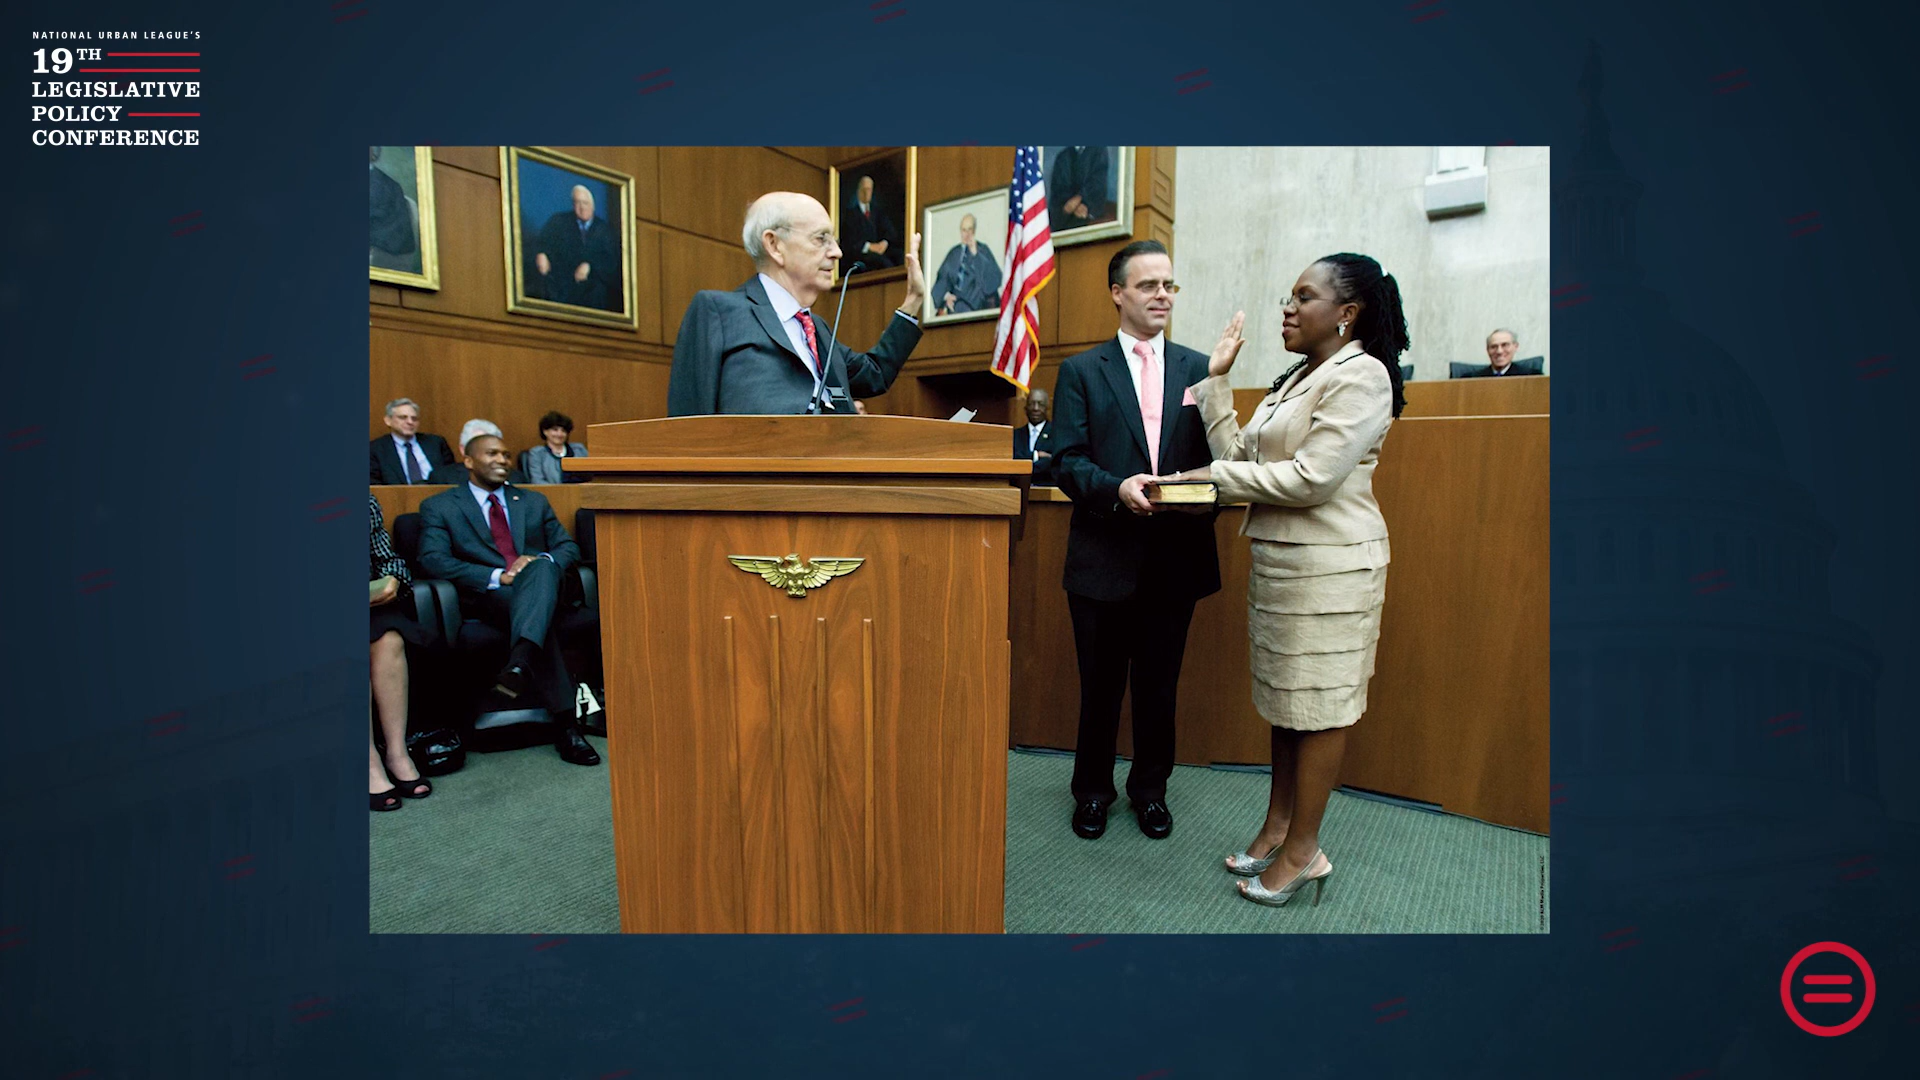 NATIONAL URBAN LEAGUE'S
19TH
LEGISLATIVE
POLICY
CONFERENCE